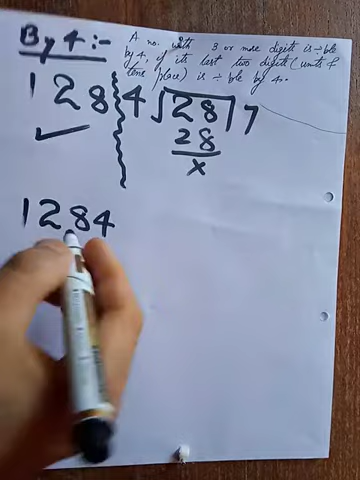 By 4 :-
A no. with 3 or more digits is ÷ble
by 4, if its last two digits (units &
tens place) is ÷ble by 4.
128
4 28 7
28
x
1284